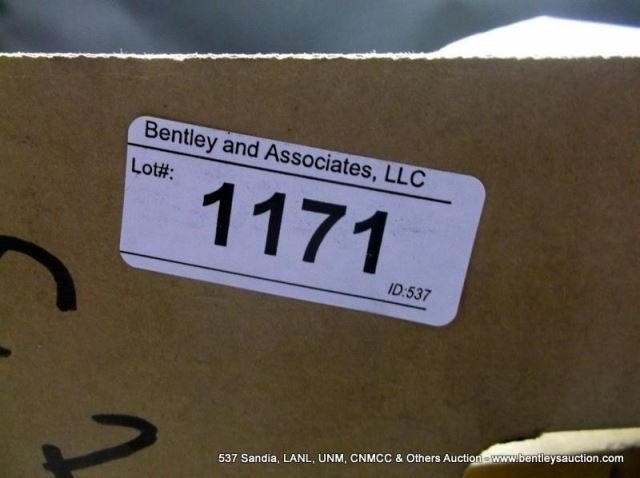 Bentley and Associates, LLC
Lot#:
1171
ID:537
537 Sandia, LANL, UNM, CNMCC & Others Auction - www.bentleysauction.com